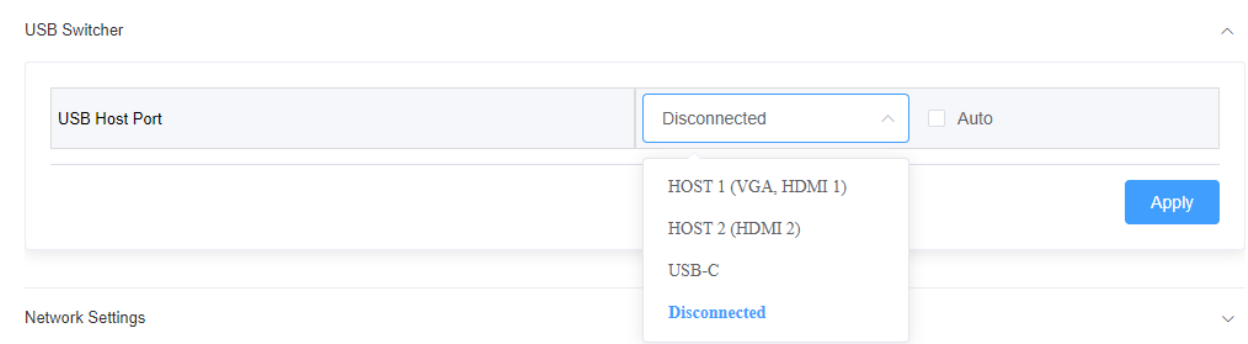 USB Switcher
USB Host Port
Disconnected
Auto
HOST 1 (VGA, HDMI 1)
HOST 2 (HDMI 2)
USB-C
Disconnected
Apply
Network Settings